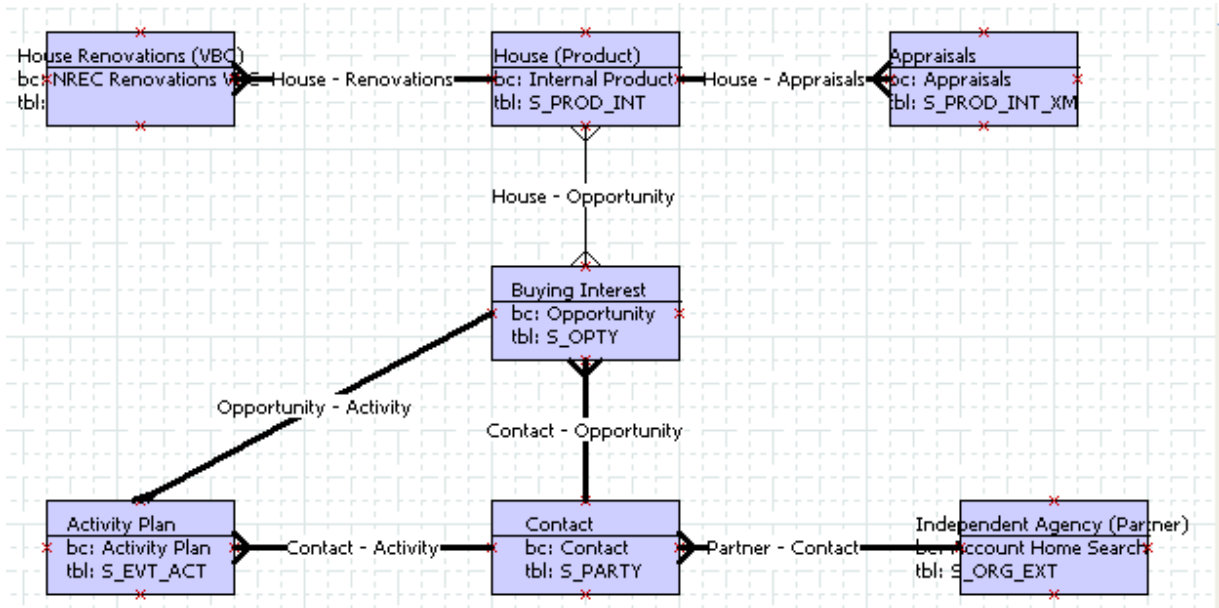 House Renovations (VBC)
bc: NREC Renovations
tbl:
House - Renovations
House (Product)
bc: Internal Product
tbl: S_PROD_INT
House - Appraisals
Appraisals
bc: Appraisals
tbl: S_PROD_INT_XM
House - Opportunity
Buying Interest
bc: Opportunity
tbl: S_OPTY
Opportunity - Activity
Contact - Opportunity
Activity Plan
bc: Activity Plan
tbl: S_EVT_ACT
Contact - Activity
Contact
bc: Contact
tbl: S_PARTY
Partner - Contact
Independent Agency (Partner)
bc: Account Home Search
tbl: S_ORG_EXT